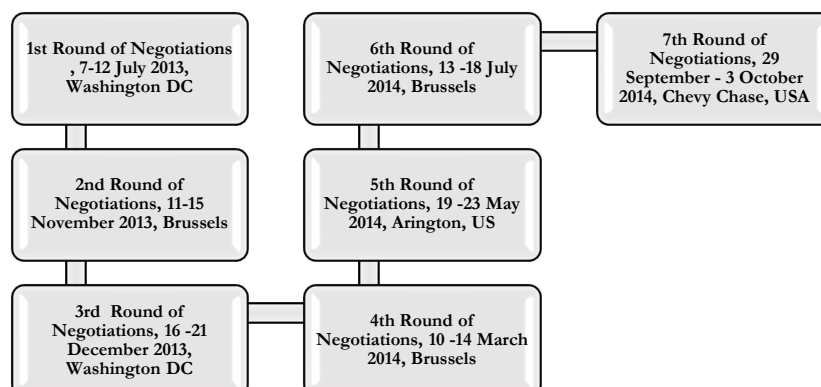 1st Round of Negotiations
, 7-12 July 2013,
Washington DC
2nd Round of
Negotiations, 11-15
November 2013, Brussels
3rd Round of
Negotiations, 16 -21
December 2013,
Washington DC
4th Round of
Negotiations, 10 -14 March
2014, Brussels
5th Round of
Negotiations, 19 -23 May
2014, Arington, US
6th Round of
Negotiations, 13 -18 July
2014, Brussels
7th Round of
Negotiations, 29
September - 3 October
2014, Chevy Chase, USA